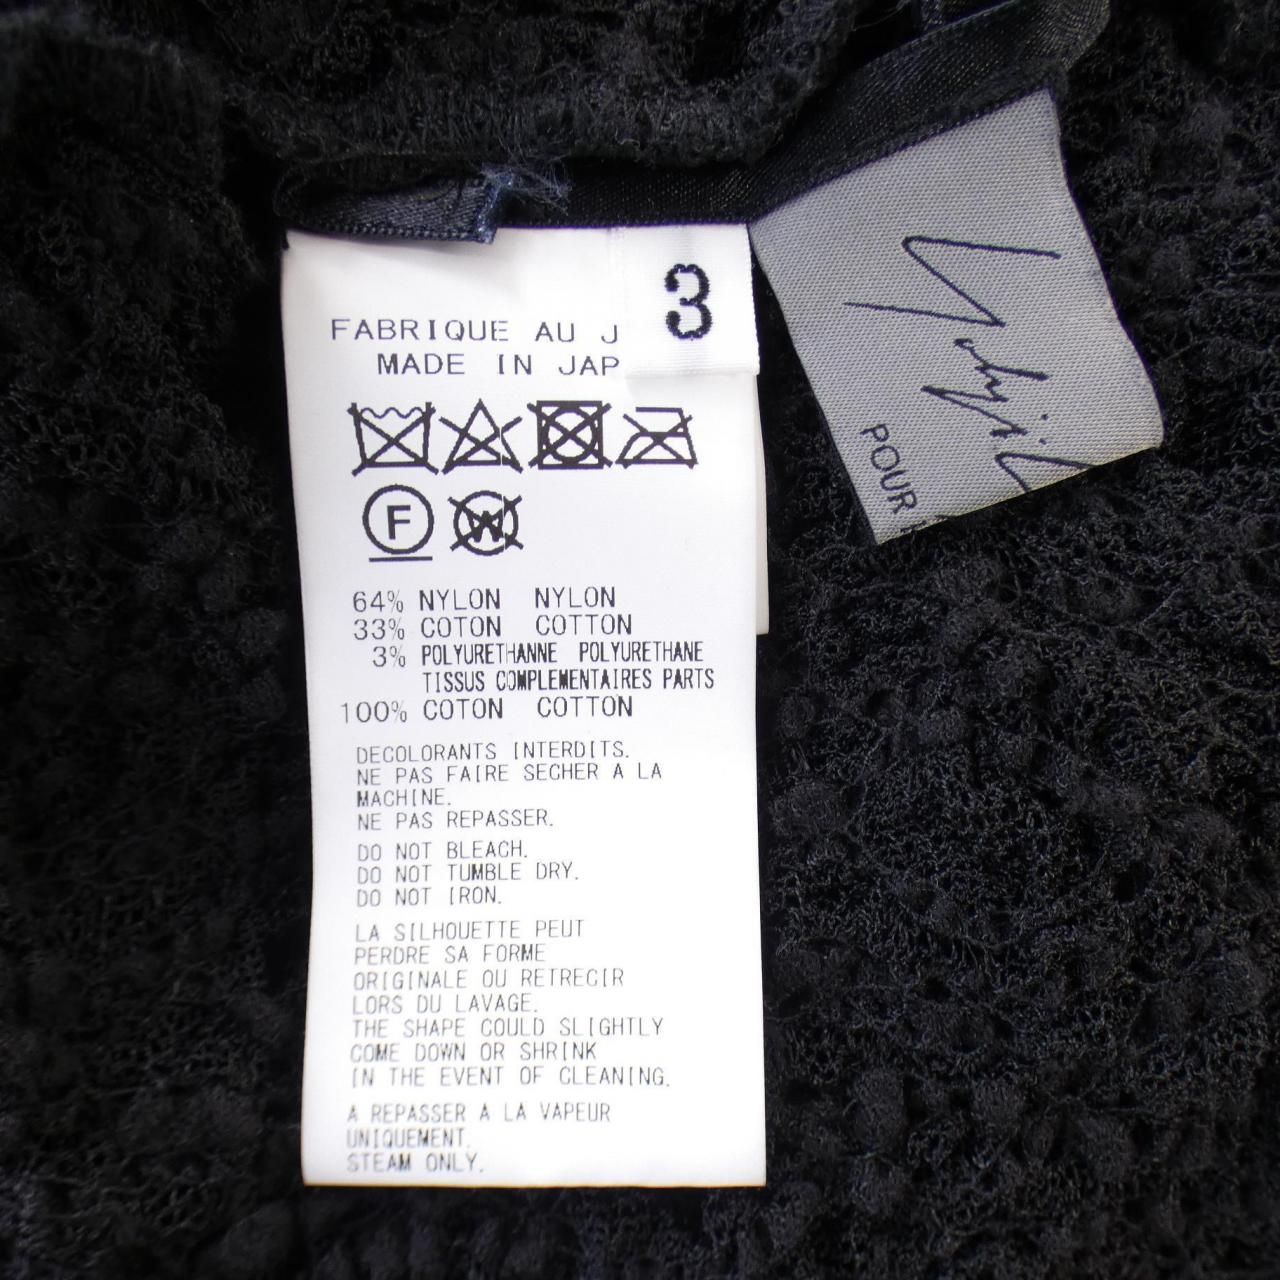 3
FABRIQUE AU J
MADE IN JAP
F
W
64% NYLON NYLON
33% COTON COTTON
3% POLYURETHANNE POLYURETHANE
TISSUS COMPLEMENTAIRES PARTS
100% COTON COTTON
DECOLORANTS INTERDITS.
NE PAS FAIRE SECHER A LA
MACHINE.
NE PAS REPASSER.
DO NOT BLEACH.
DO NOT TUMBLE DRY.
DO NOT IRON.
LA SILHOUETTE PEUT
PERDRE SA FORME
ORIGINALE OU RETRECIR
LORS DU LAVAGE.
THE SHAPE COULD SLIGHTLY
COME DOWN OR SHRINK
IN THE EVENT OF CLEANING.
A REPASSER A LA VAPEUR
UNIQUEMENT.
STEAM ONLY.
POUR